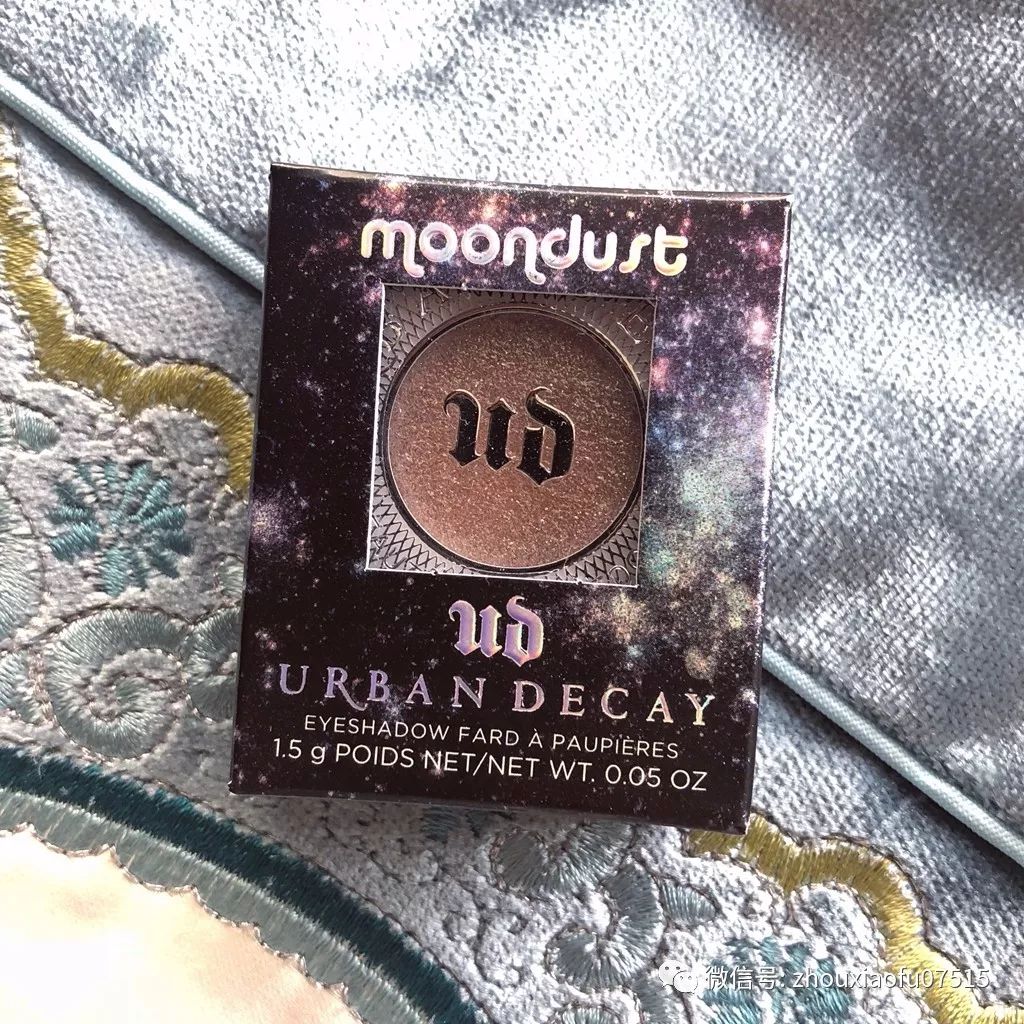 moondust
ud
ud
URBAN DECAY
EYESHADOW FARD À PAUPIÈRES
1.5 g POIDS NET/NET WT. 0.05 OZ
微信号: zhouxiaofu07515